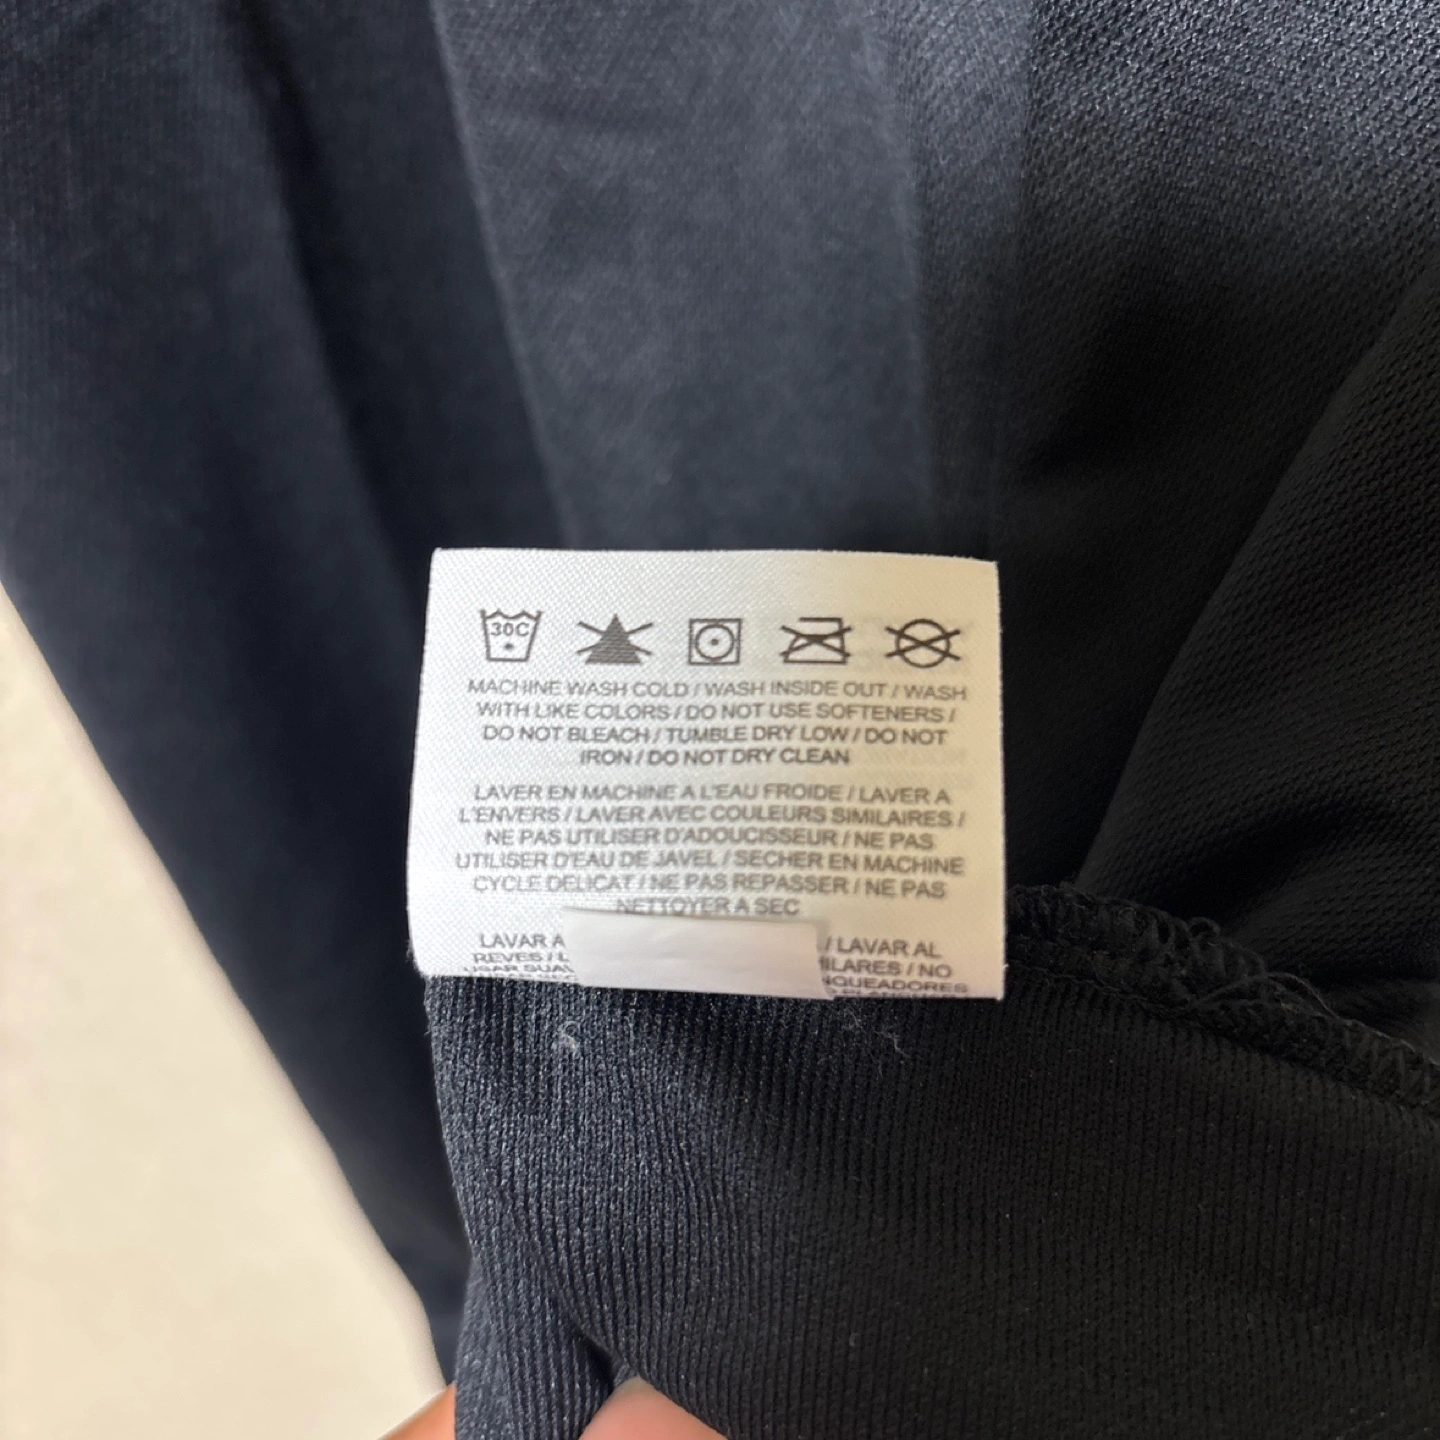 30C
MACHINE WASH COLD / WASH INSIDE OUT / WASH
WITH LIKE COLORS / DO NOT USE SOFTENERS /
DO NOT BLEACH / TUMBLE DRY LOW / DO NOT
IRON / DO NOT DRY CLEAN
LAVER EN MACHINE A L'EAU FROIDE / LAVER A
L'ENVERS / LAVER AVEC COULEURS SIMILAIRES /
NE PAS UTILISER D'ADOUCISSEUR / NE PAS
UTILISER D'EAU DE JAVEL / SECHER EN MACHINE
CYCLE DELICAT / NE PAS REPASSER / NE PAS
NETTOYER A SEC
LAVAR A / LAVAR AL
REVES / ILARES / NO
USAR